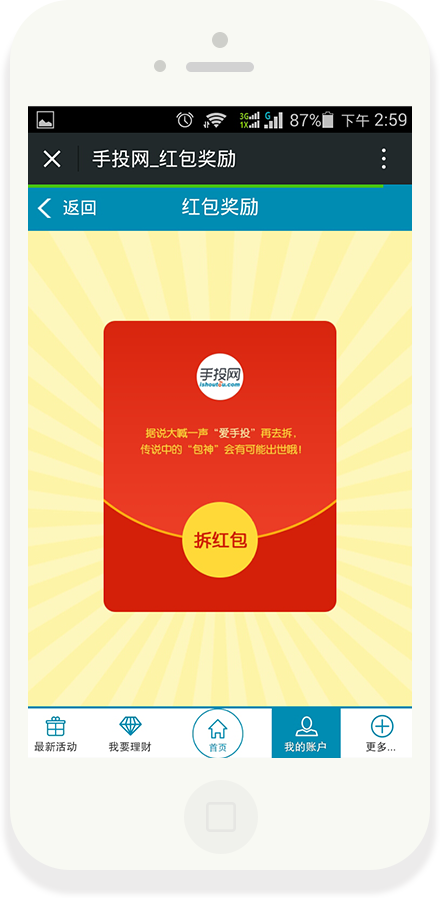 3G 1X G 87% 下午 2:59
手投网_红包奖励
返回 红包奖励
手投网
ishoutou.com
据说大喊一声“爱手投”再去拆，
传说中的“包神”会有可能出世哦！
拆红包
最新活动 我要理财 首页 我的账户 更多...